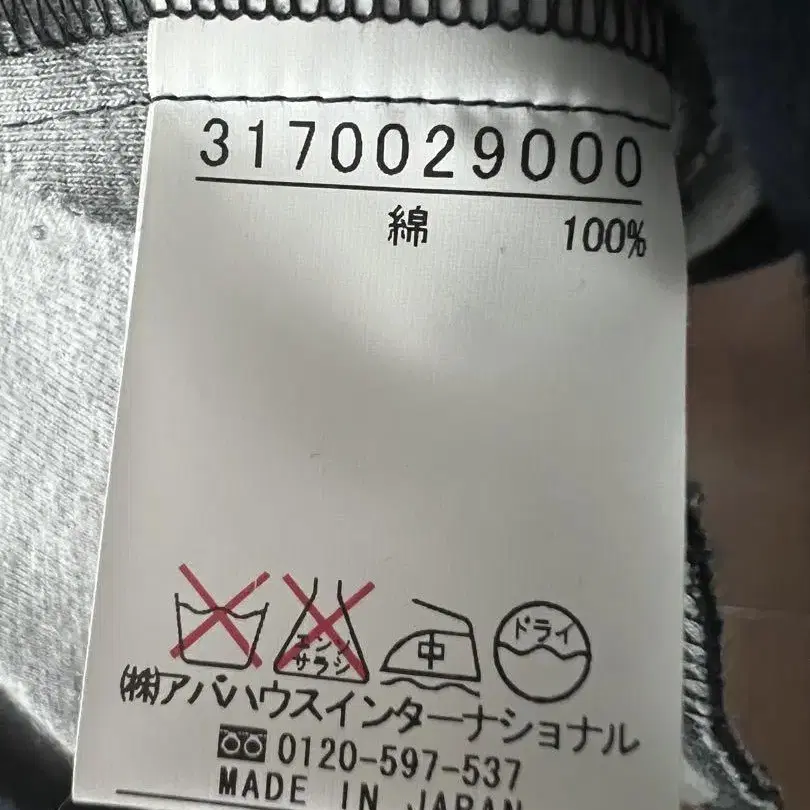 3170029000
綿 100%
エンソ
サラシ
中
ドライ
(株)アバハウスインターナショナル
0120-597-537
MADE IN JAPAN